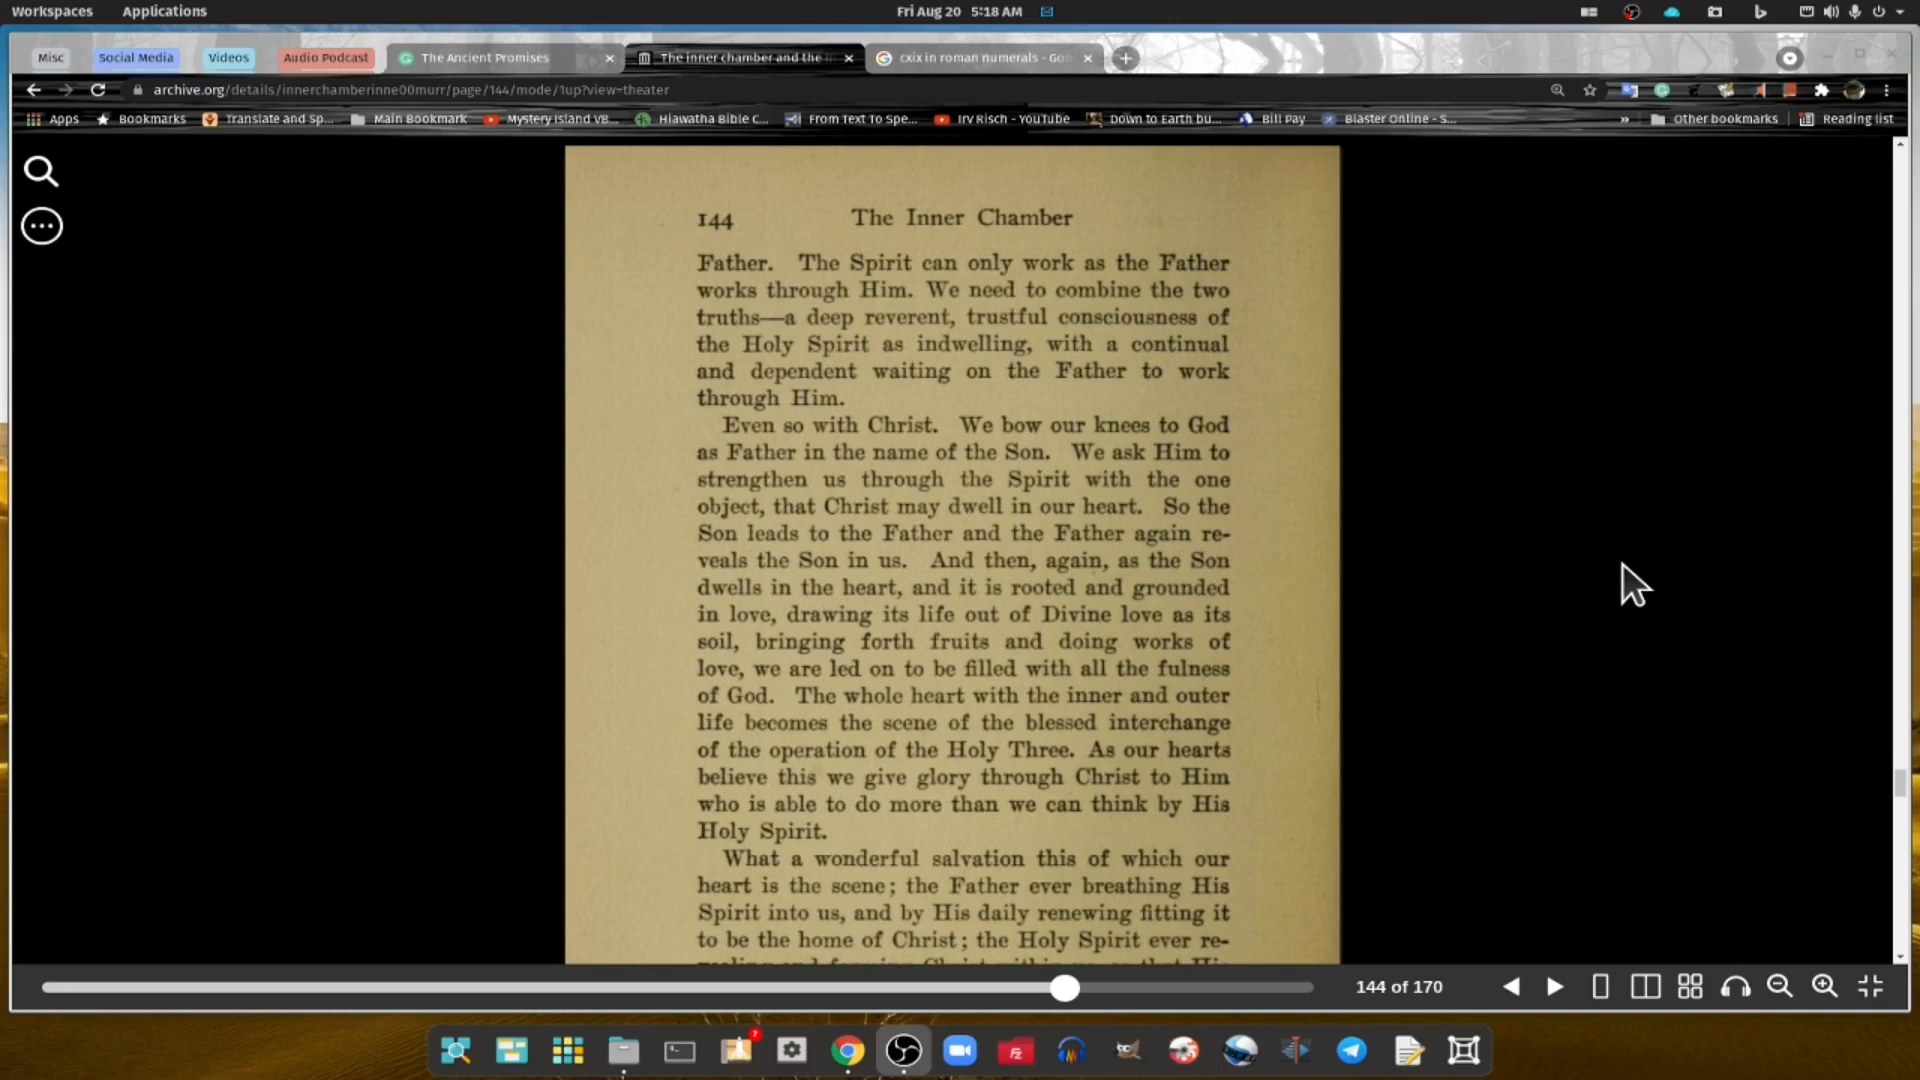 Workspaces Applications Fri Aug 20 5:18 AM
Misc Social Media Videos Audio Podcast The Ancient Promises The inner chamber and the i cxix in roman numerals - Goo
archive.org/details/innerchamberinne00murr/page/144/mode/1up?view=theater
Apps Bookmarks Translate and Sp... Main Bookmark Mystery Island VB... Hiawatha Bible C... From Text To Spe... Irv Risch - YouTube Down to Earth bu... Bill Pay Blaster Online - S... » Other bookmarks Reading list
144 The Inner Chamber
Father. The Spirit can only work as the Father
works through Him. We need to combine the two
truths—a deep reverent, trustful consciousness of
the Holy Spirit as indwelling, with a continual
and dependent waiting on the Father to work
through Him.
Even so with Christ. We bow our knees to God
as Father in the name of the Son. We ask Him to
strengthen us through the Spirit with the one
object, that Christ may dwell in our heart. So the
Son leads to the Father and the Father again re-
veals the Son in us. And then, again, as the Son
dwells in the heart, and it is rooted and grounded
in love, drawing its life out of Divine love as its
soil, bringing forth fruits and doing works of
love, we are led on to be filled with all the fulness
of God. The whole heart with the inner and outer
life becomes the scene of the blessed interchange
of the operation of the Holy Three. As our hearts
believe this we give glory through Christ to Him
who is able to do more than we can think by His
Holy Spirit.
What a wonderful salvation this of which our
heart is the scene; the Father ever breathing His
Spirit into us, and by His daily renewing fitting it
to be the home of Christ; the Holy Spirit ever re-
144 of 170
7
Fz